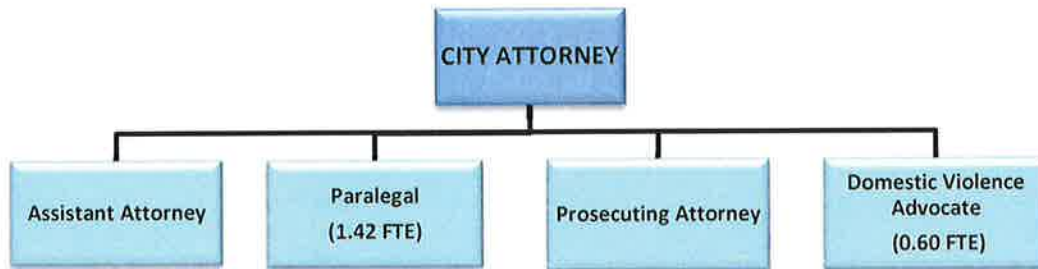 CITY ATTORNEY
Assistant Attorney
Paralegal
(1.42 FTE)
Prosecuting Attorney
Domestic Violence
Advocate
(0.60 FTE)